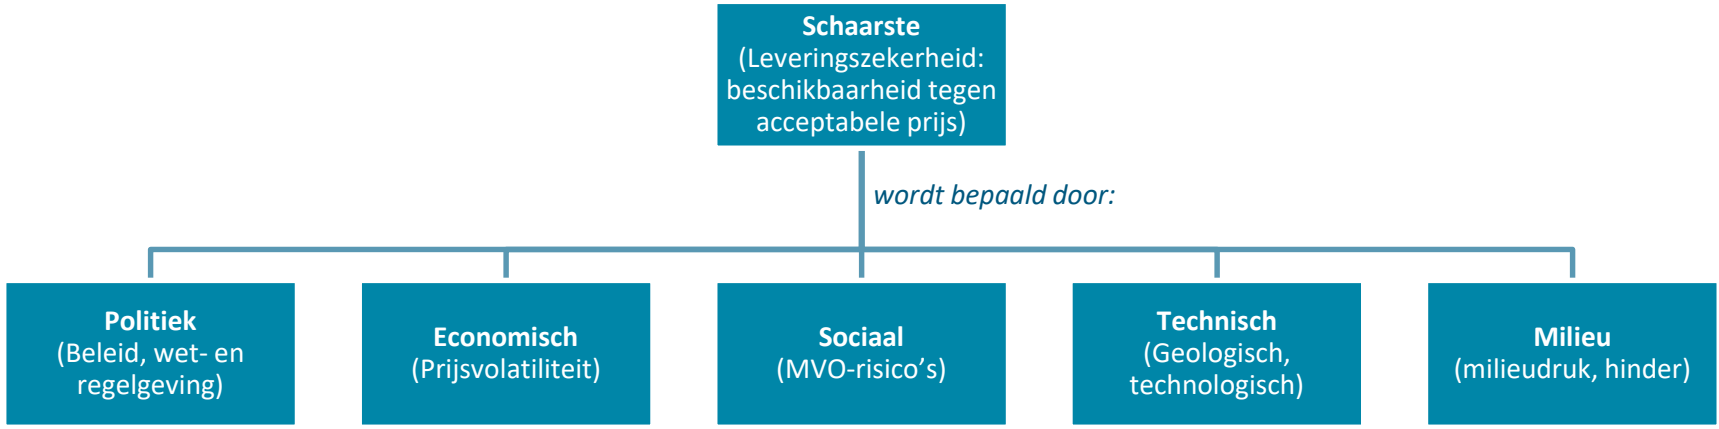 Schaarste
(Leveringszekerheid:
beschikbaarheid tegen
acceptabele prijs)
wordt bepaald door:
Politiek
(Beleid, wet- en
regelgeving)
Economisch
(Prijsvolatiliteit)
Sociaal
(MVO-risico’s)
Technisch
(Geologisch,
technologisch)
Milieu
(milieudruk, hinder)